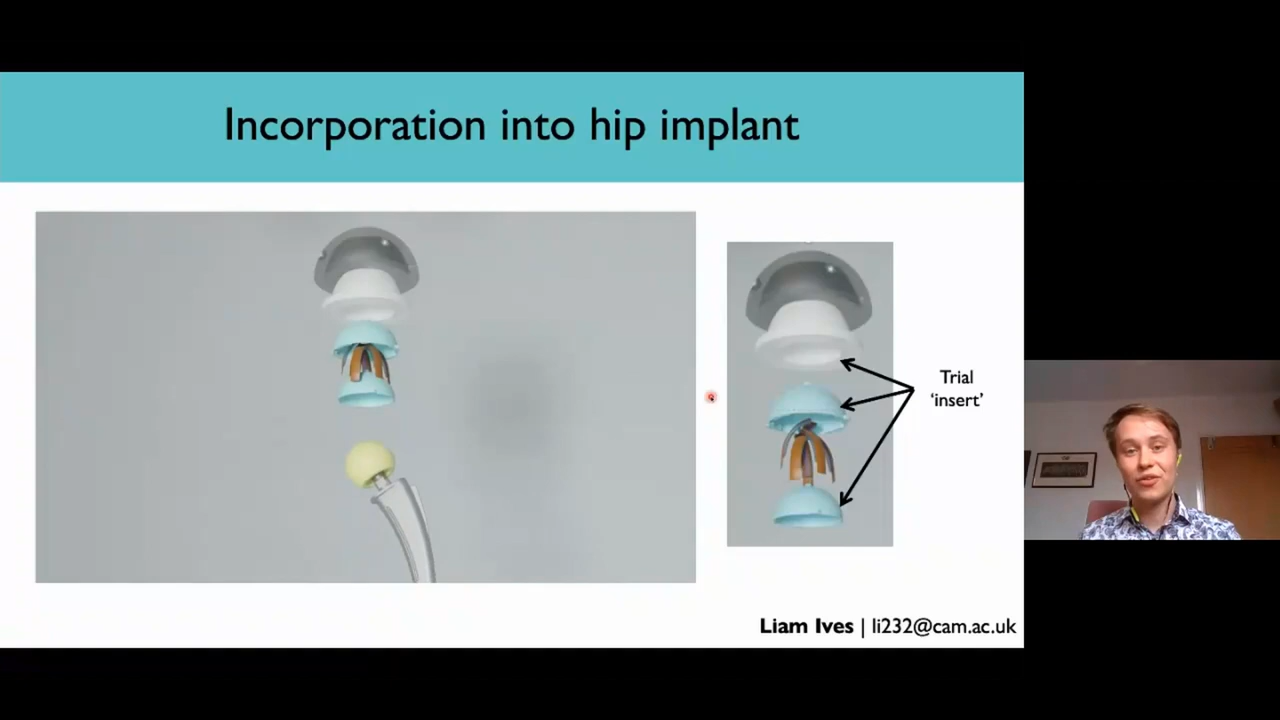 Incorporation into hip implant
Trial
‘insert’
Liam Ives | li232@cam.ac.uk